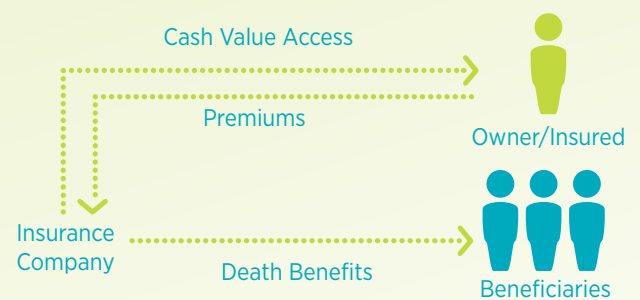 Cash Value Access
Premiums
Owner/Insured
Insurance
Company
Death Benefits
Beneficiaries